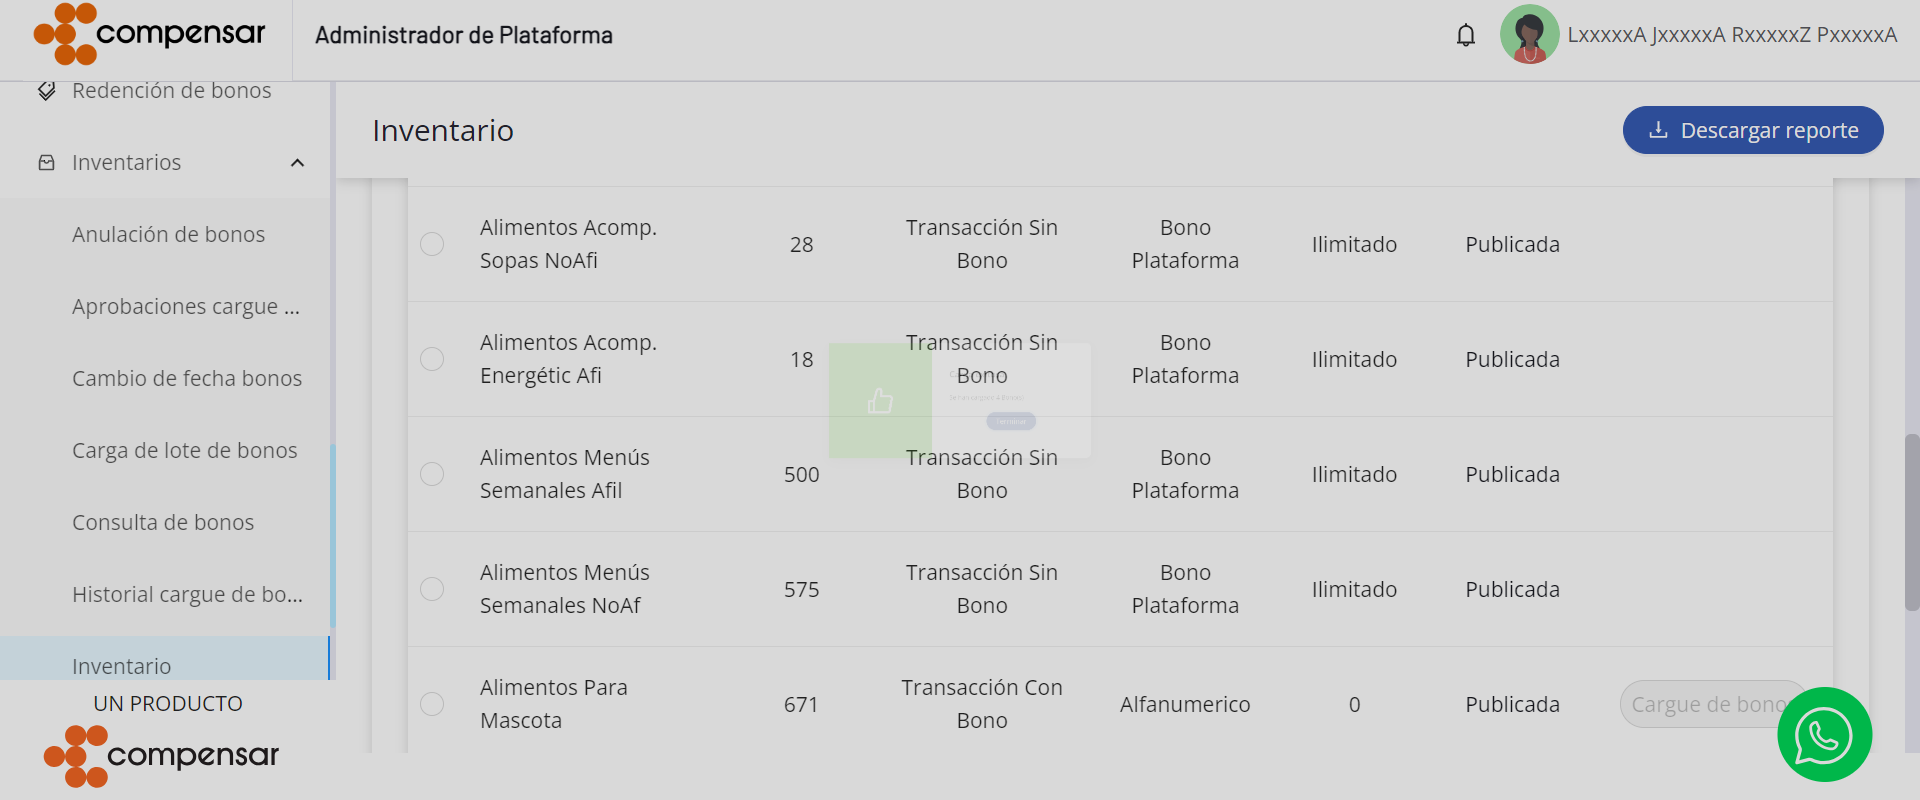 compensar
Administrador de Plataforma
LxxxxxA JxxxxxA RxxxxxZ PxxxxxA
Redención de bonos
Inventarios
Anulación de bonos
Aprobaciones cargue ...
Cambio de fecha bonos
Carga de lote de bonos
Consulta de bonos
Historial cargue de bo...
Inventario
UN PRODUCTO
compensar
Inventario
Descargar reporte
Alimentos Acomp.
Sopas NoAfi
28
Transacción Sin
Bono
Bono
Plataforma
Ilimitado
Publicada
Alimentos Acomp.
Energétic Afi
18
Transacción Sin
Bono
Bono
Plataforma
Ilimitado
Publicada
Alimentos Menús
Semanales Afil
500
Transacción Sin
Bono
Bono
Plataforma
Ilimitado
Publicada
Alimentos Menús
Semanales NoAf
575
Transacción Sin
Bono
Bono
Plataforma
Ilimitado
Publicada
Alimentos Para
Mascota
671
Transacción Con
Bono
Alfanumerico
0
Publicada
Cargue de bono